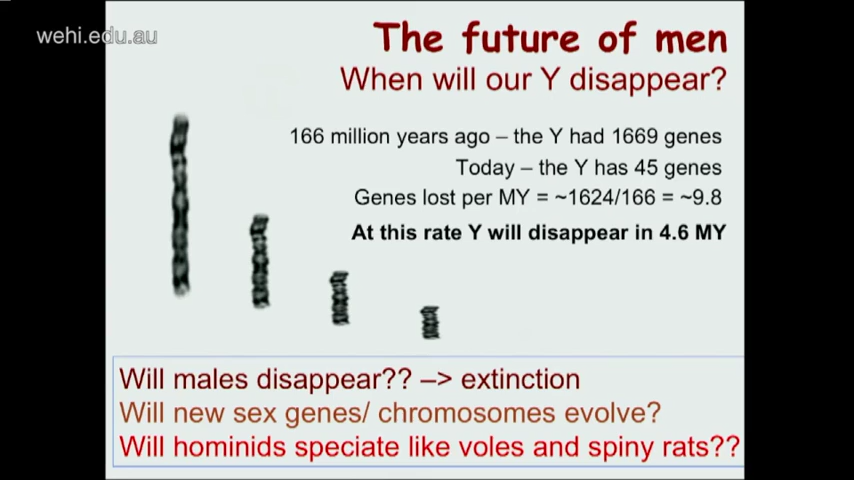 wehi.edu.au
The future of men
When will our Y disappear?
166 million years ago – the Y had 1669 genes
Today – the Y has 45 genes
Genes lost per MY = ~1624/166 = ~9.8
At this rate Y will disappear in 4.6 MY
Will males disappear?? –> extinction
Will new sex genes/ chromosomes evolve?
Will hominids speciate like voles and spiny rats??